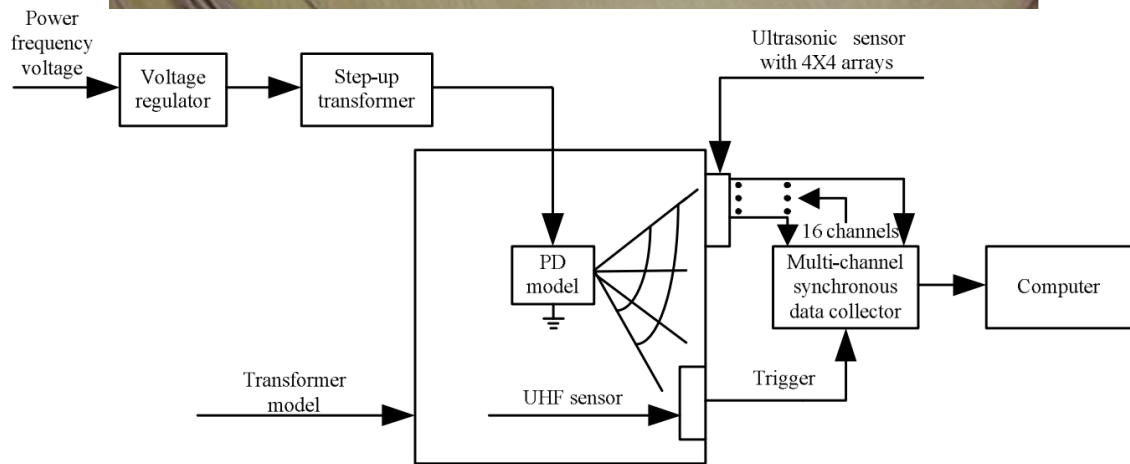 Power
frequency
voltage
Voltage
regulator
Step-up
transformer
Ultrasonic sensor
with 4X4 arrays
16 channels
PD
model
Multi-channel
synchronous
data collector
Computer
Transformer
model
UHF sensor
Trigger